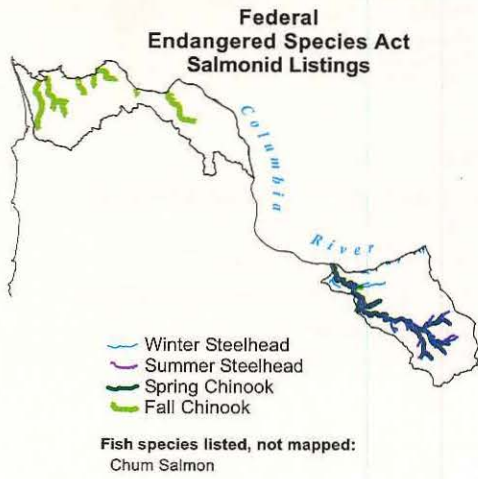 Federal
Endangered Species Act
Salmonid Listings
Columbia
River
Winter Steelhead
Summer Steelhead
Spring Chinook
Fall Chinook
Fish species listed, not mapped:
Chum Salmon